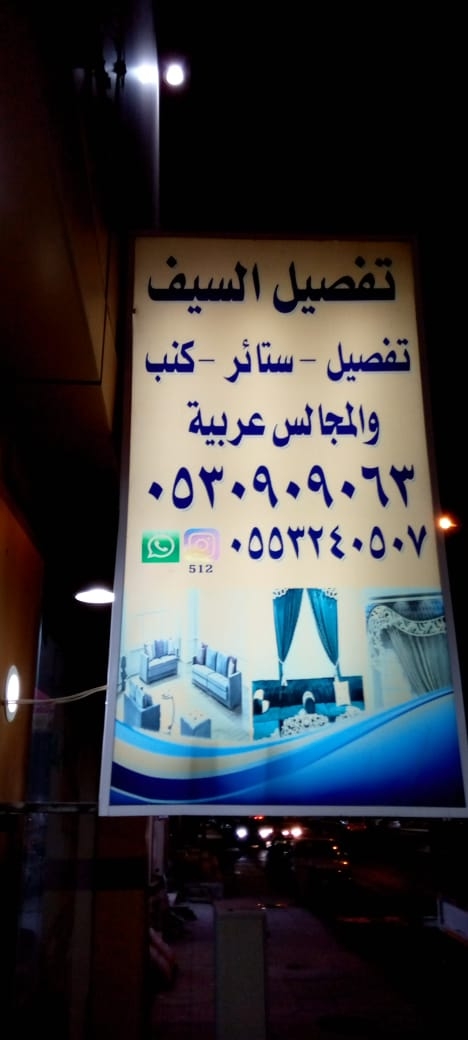 تفصيل السيف
تفصيل - ستائر - كنب
والمجالس عربية
٠٥٣٠٩٠٩٠٦٣
٠٥٥٣٢٤٠٥٠٧
512